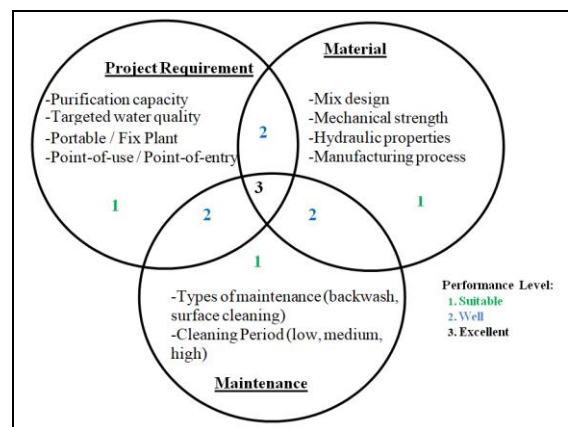 Project Requirement
-Purification capacity
-Targeted water quality
-Portable / Fix Plant
-Point-of-use / Point-of-entry
Material
-Mix design
-Mechanical strength
-Hydraulic properties
-Manufacturing process
2
3
1
2
2
1
1
-Types of maintenance (backwash,
surface cleaning)
-Cleaning Period (low, medium,
high)
Maintenance
Performance Level:
1. Suitable
2. Well
3. Excellent